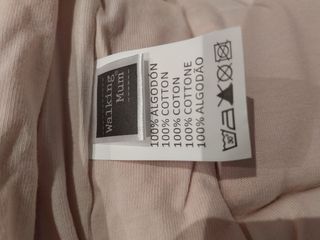 Walking
Mum
100% ALGODÓN
100% COTTON
100% COTON
100% COTTONE
100% ALGODÃO